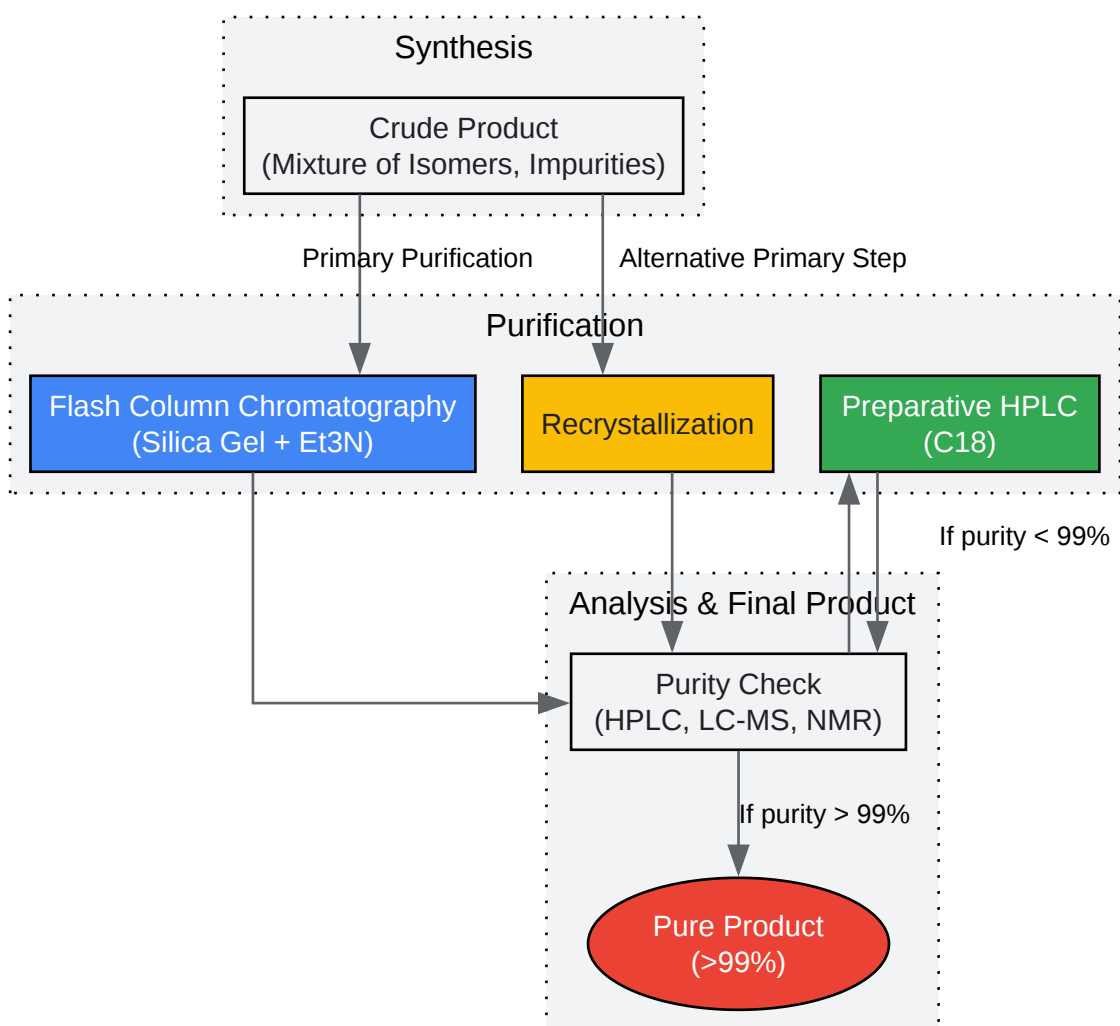 Synthesis
Crude Product
(Mixture of Isomers, Impurities)
Primary Purification
Alternative Primary Step
Purification
Flash Column Chromatography
(Silica Gel + Et3N)
Recrystallization
Preparative HPLC
(C18)
If purity < 99%
Analysis & Final Product
Purity Check
(HPLC, LC-MS, NMR)
If purity > 99%
Pure Product
(>99%)